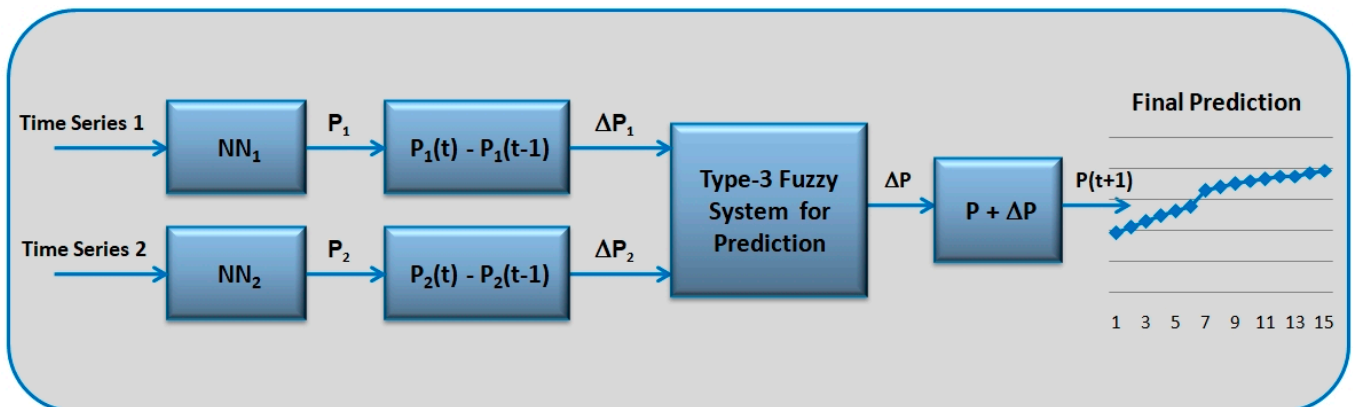 Time Series 1
NN₁
P₁
P₁(t) - P₁(t-1)
ΔP₁
Time Series 2
NN₂
P₂
P₂(t) - P₂(t-1)
ΔP₂
Type-3 Fuzzy
System for
Prediction
ΔP
P + ΔP
P(t+1)
Final Prediction
1 3 5 7 9 11 13 15